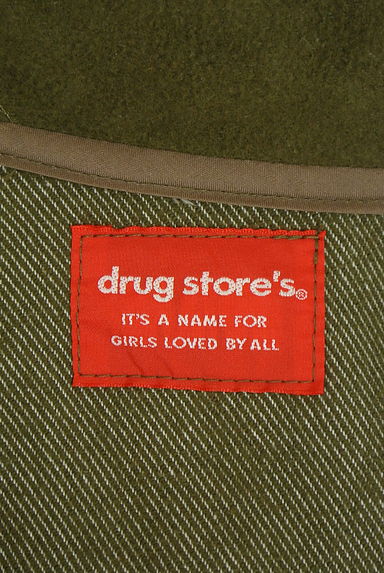 drug store's®
IT'S A NAME FOR
GIRLS LOVED BY ALL